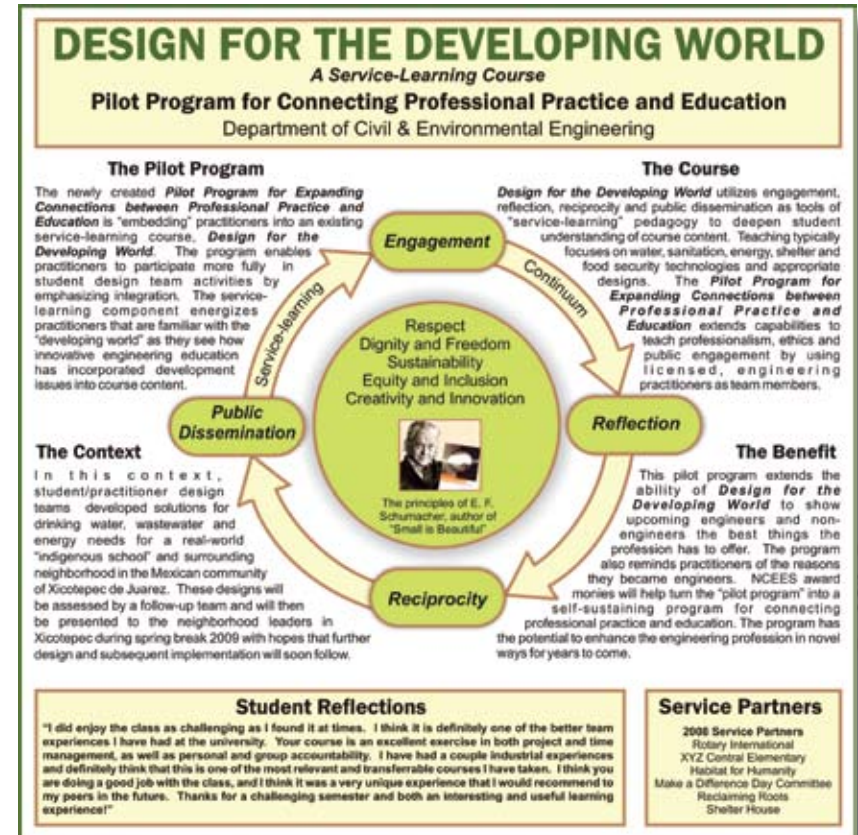 DESIGN FOR THE DEVELOPING WORLD
A Service-Learning Course
Pilot Program for Connecting Professional Practice and Education
Department of Civil & Environmental Engineering
The Pilot Program
The newly created Pilot Program for Expanding
Connections between Professional Practice and
Education is "embedding" practitioners into an existing
service-learning course, Design for the
Developing World. The program enables
practitioners to participate more fully in
student design team activities by
emphasizing integration. The service-
learning component energizes
practitioners that are familiar with the
"developing world" as they see how
innovative engineering education
has incorporated development
issues into course content.
The Course
Design for the Developing World utilizes engagement,
reflection, reciprocity and public dissemination as tools of
"service-learning" pedagogy to deepen student
understanding of course content. Teaching typically
focuses on water, sanitation, energy, shelter and
food security technologies and appropriate
designs. The Pilot Program for
Expanding Connections between
Professional Practice and
Education extends capabilities to
teach professionalism, ethics and
public engagement by using
licensed, engineering
practitioners as team members.
Engagement
Service-learning
Continuum
Respect
Dignity and Freedom
Sustainability
Equity and Inclusion
Creativity and Innovation
The principles of E. F.
Schumacher, author of
"Small is Beautiful"
Public
Dissemination
Reflection
Reciprocity
The Context
In this context,
student/practitioner design
teams developed solutions for
drinking water, wastewater and
energy needs for a real-world
"indigenous school" and surrounding
neighborhood in the Mexican community
of Xicotepec de Juarez. These designs will
be assessed by a follow-up team and will then
be presented to the neighborhood leaders in
Xicotepec during spring break 2009 with hopes that further
design and subsequent implementation will soon follow.
The Benefit
This pilot program extends the
ability of Design for the
Developing World to show
upcoming engineers and non-
engineers the best things the
profession has to offer. The program
also reminds practitioners of the reasons
they became engineers. NCEES award
monies will help turn the "pilot program" into a
self-sustaining program for connecting
professional practice and education. The program has
the potential to enhance the engineering profession in novel
ways for years to come.
Student Reflections
"I did enjoy the class as challenging as I found it at times. I think it is definitely one of the better team
experiences I have had at the university. Your course is an excellent exercise in both project and time
management, as well as personal and group accountability. I have had a couple industrial experiences
and definitely think that this is one of the most relevant and transferrable courses I have taken. I think you
are doing a good job with the class, and I think it was a very unique experience that I would recommend to
my peers in the future. Thanks for a challenging semester and both an interesting and useful learning
experience!"
Service Partners
2008 Service Partners
Rotary International
XYZ Central Elementary
Habitat for Humanity
Make a Difference Day Committee
Reclaiming Roots
Shelter House